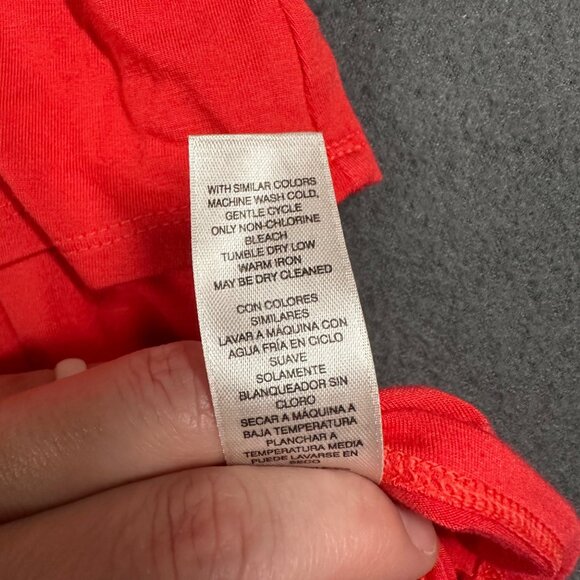 WITH SIMILAR COLORS
MACHINE WASH COLD,
GENTLE CYCLE
ONLY NON-CHLORINE
BLEACH
TUMBLE DRY LOW
WARM IRON
MAY BE DRY CLEANED
CON COLORES
SIMILARES
LAVAR A MAQUINA CON
AGUA FRÍA EN CICLO
SUAVE
SOLAMENTE
BLANQUEADOR SIN
CLORO
SECAR A MÁQUINA A
BAJA TEMPERATURA
PLANCHAR A
TEMPERATURA MEDIA
PUEDE LAVARSE EN
SECO